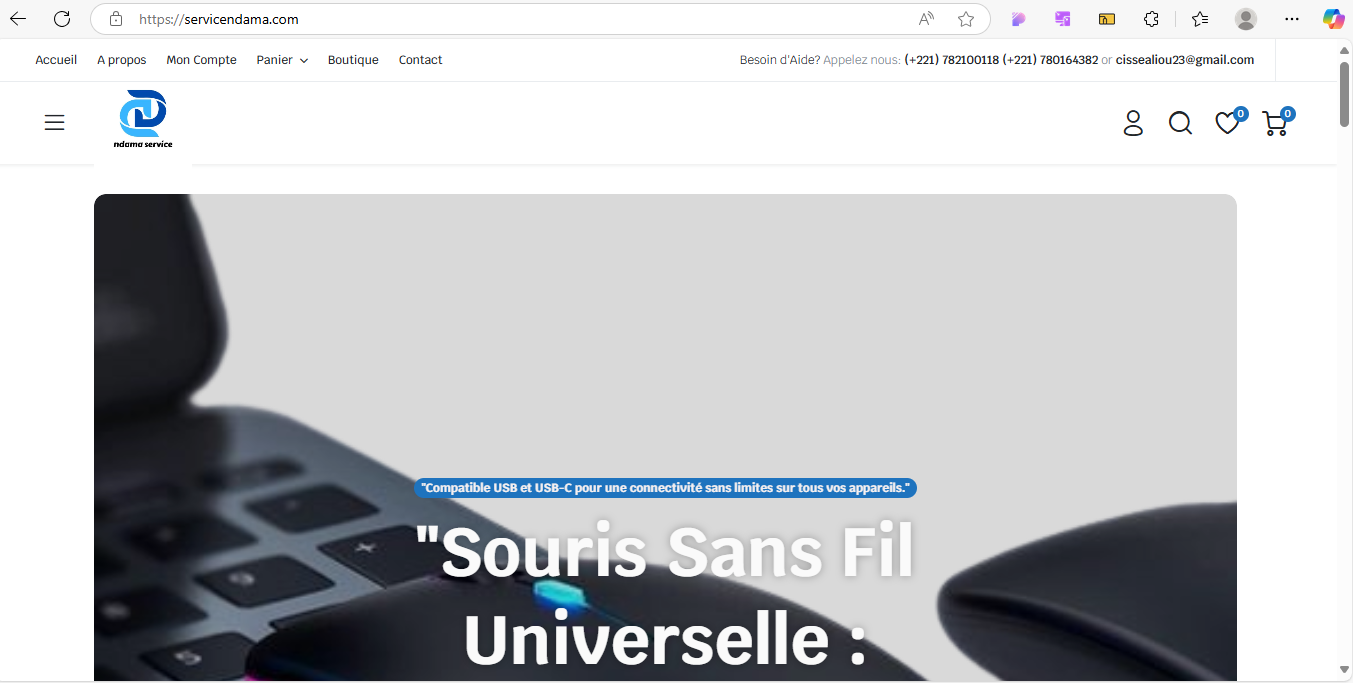 https://servicendama.com
Accueil A propos Mon Compte Panier Boutique Contact
Besoin d'Aide? Appelez nous: (+221) 782100118 (+221) 780164382 or cissealiou23@gmail.com
ndama service
0
0
"Compatible USB et USB-C pour une connectivité sans limites sur tous vos appareils."
"Souris Sans Fil
Universelle :